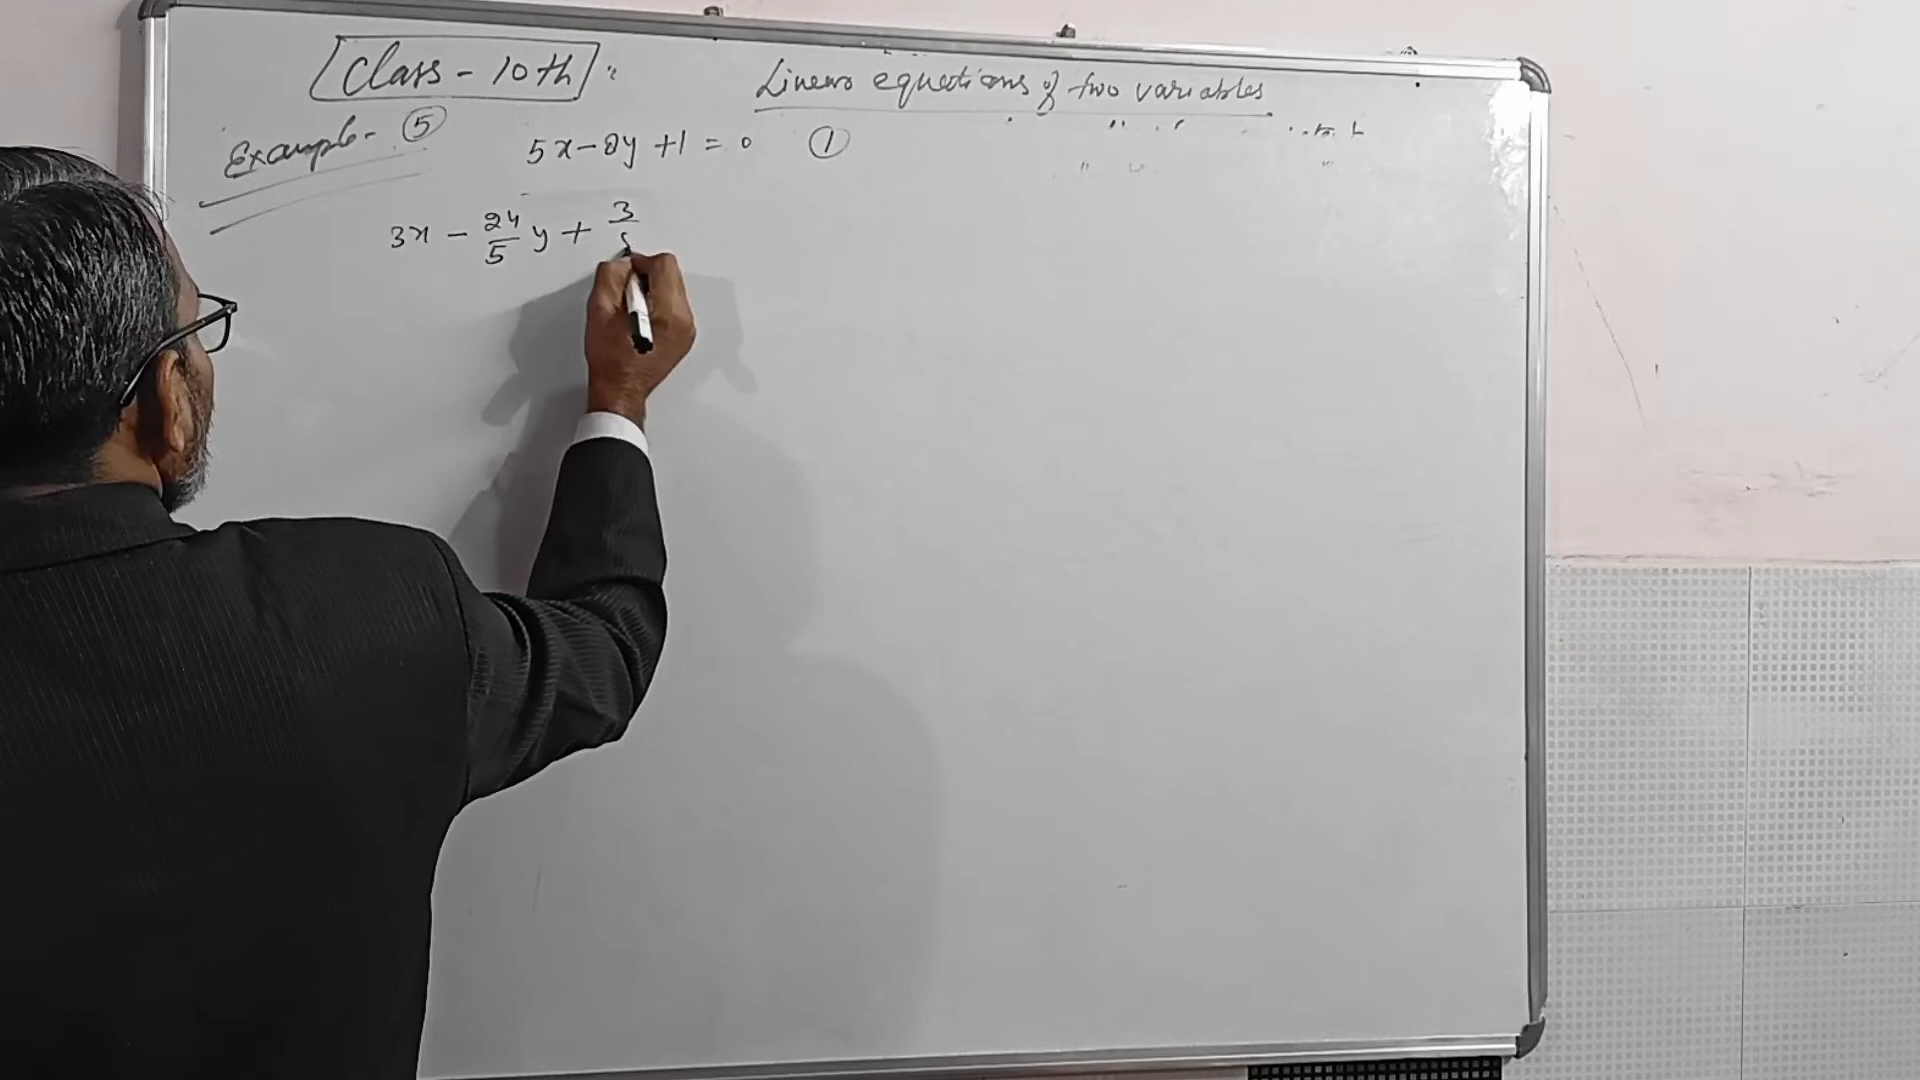 Class - 10th
Linear equations of two variables
Example - 5
5x - 8y + 1 = 0 1
3x - 24/5 y + 3/5